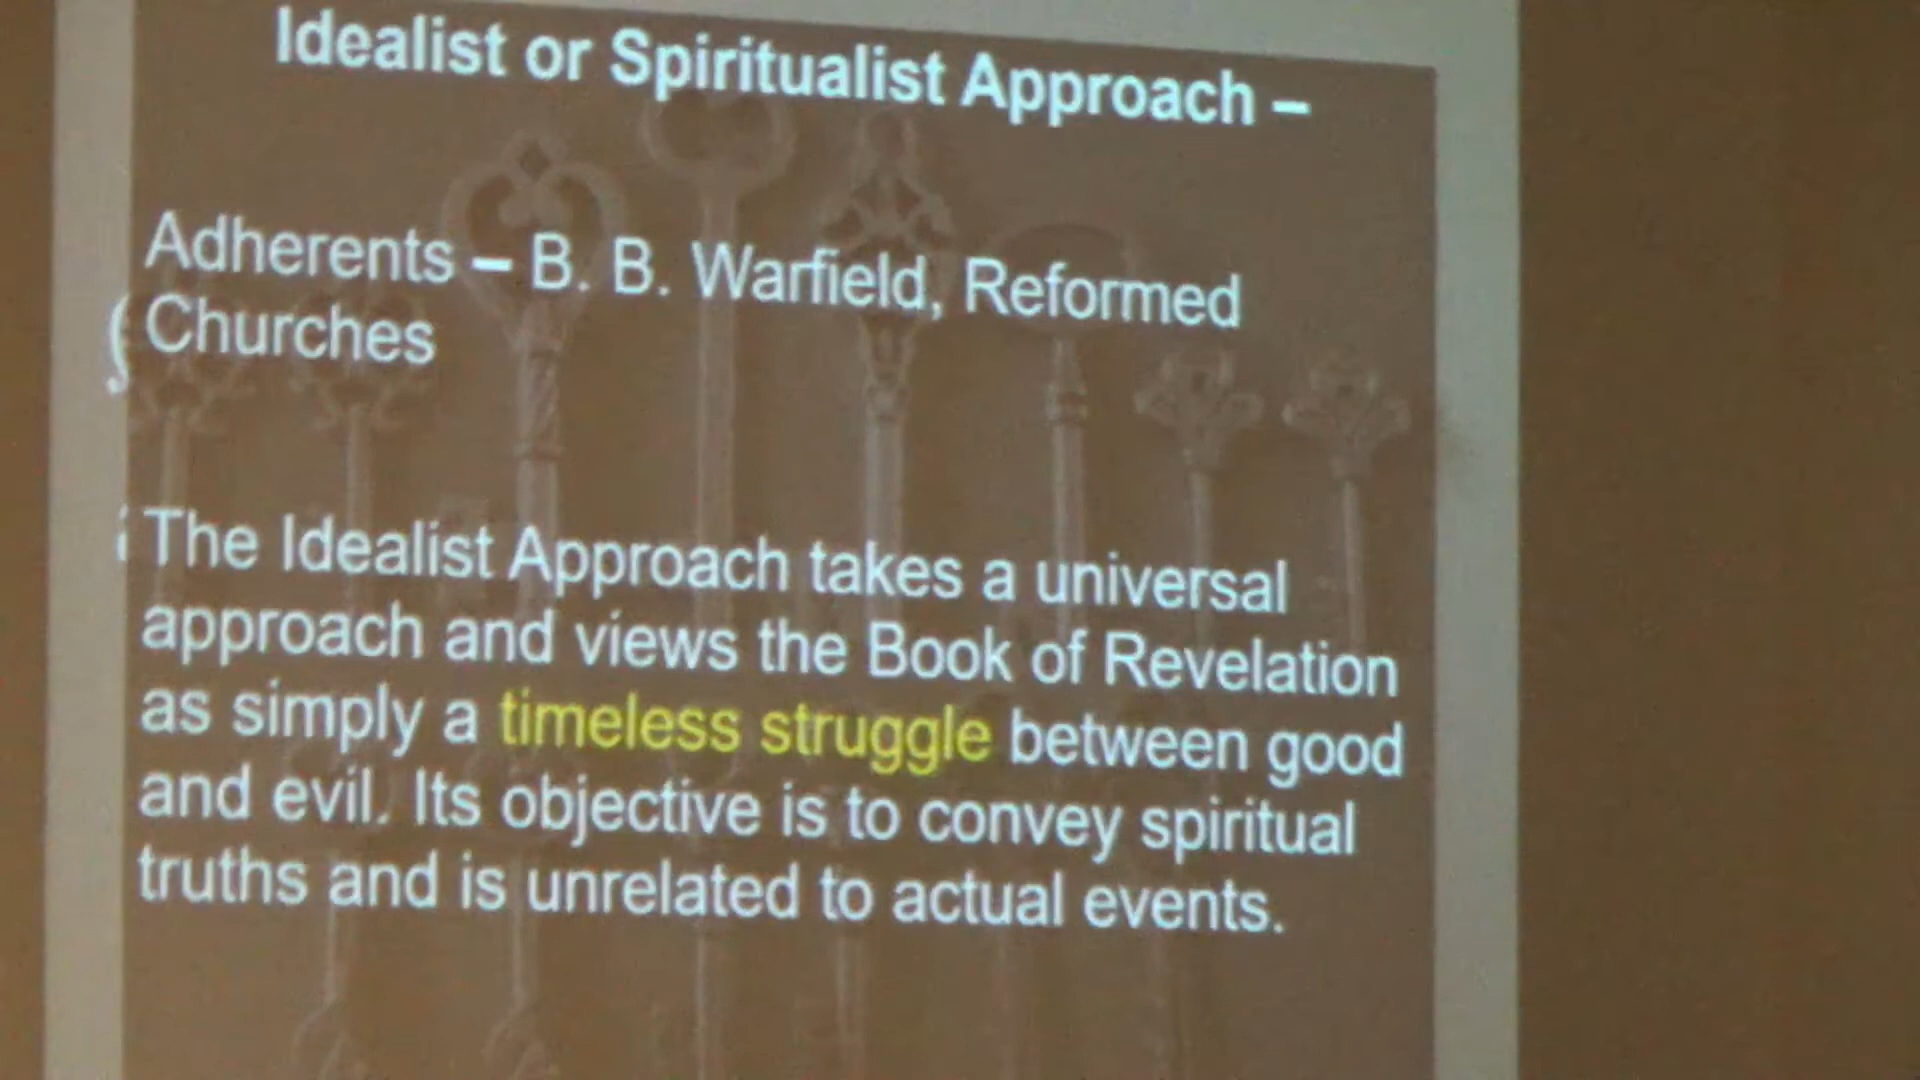 Idealist or Spiritualist Approach –
Adherents – B. B. Warfield, Reformed
Churches
The Idealist Approach takes a universal
approach and views the Book of Revelation
as simply a timeless struggle between good
and evil. Its objective is to convey spiritual
truths and is unrelated to actual events.